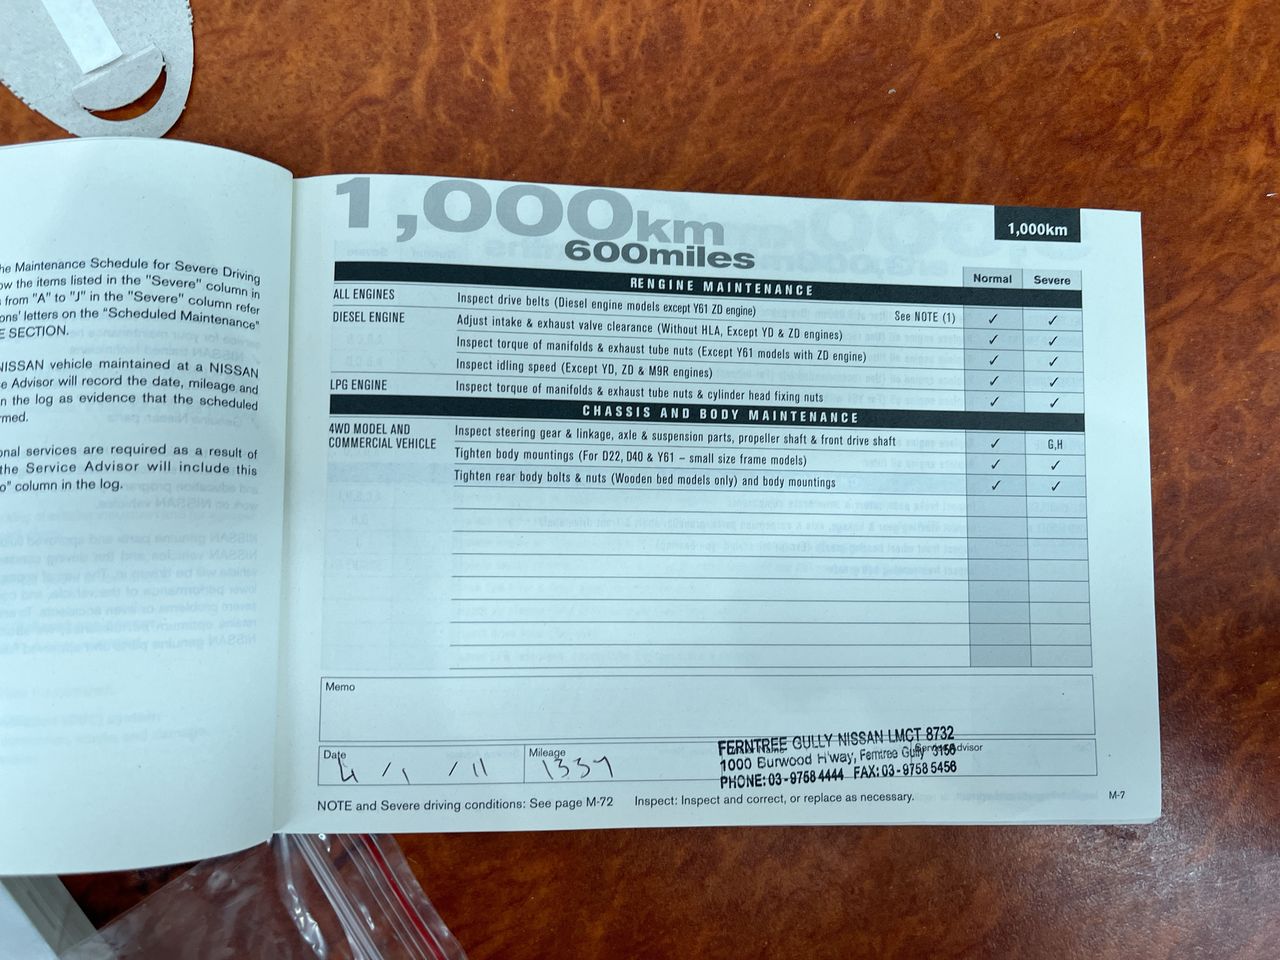 he Maintenance Schedule for Severe Driving
ow the items listed in the "Severe" column in
from "A" to "J" in the "Severe" column refer
ons' letters on the "Scheduled Maintenance"
E SECTION.
NISSAN vehicle maintained at a NISSAN
e Advisor will record the date, mileage and
n the log as evidence that the scheduled
rmed.
onal services are required as a result of
the Service Advisor will include this
o" column in the log.
1,000km
600miles
1,000km
Normal Severe
RENGINE MAINTENANCE
ALL ENGINES Inspect drive belts (Diesel engine models except Y61 ZD engine) See NOTE (1) ✓ ✓
DIESEL ENGINE Adjust intake & exhaust valve clearance (Without HLA, Except YD & ZD engines) ✓ ✓
Inspect torque of manifolds & exhaust tube nuts (Except Y61 models with ZD engine) ✓ ✓
Inspect idling speed (Except YD, ZD & M9R engines) ✓ ✓
LPG ENGINE Inspect torque of manifolds & exhaust tube nuts & cylinder head fixing nuts ✓ ✓
CHASSIS AND BODY MAINTENANCE
4WD MODEL AND
COMMERCIAL VEHICLE
Inspect steering gear & linkage, axle & suspension parts, propeller shaft & front drive shaft ✓ G,H
Tighten body mountings (For D22, D40 & Y61 – small size frame models) ✓ ✓
Tighten rear body bolts & nuts (Wooden bed models only) and body mountings ✓ ✓
Memo
Date 4/1/11
Mileage 1337
FERNTREE GULLY NISSAN LMCT 8732
1000 Burwood H'way, Ferntree Gully 3156
PHONE: 03-9758 4444 FAX: 03-9758 5456
NOTE and Severe driving conditions: See page M-72 Inspect: Inspect and correct, or replace as necessary.
M-7